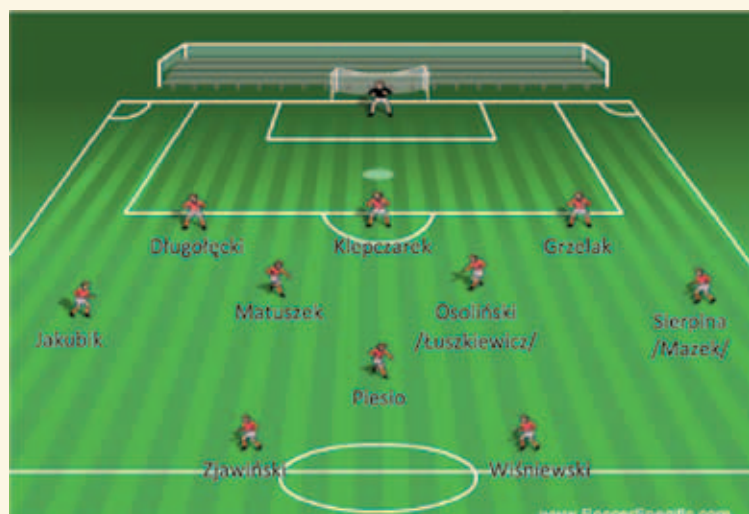 Długołęcki Klepczarek Grzelak
Jakubik Matuszek Osoliński Sierpina
/Łuszkiewicz/ /Mazek/
Piesio
Zjawiński Wiśniewski